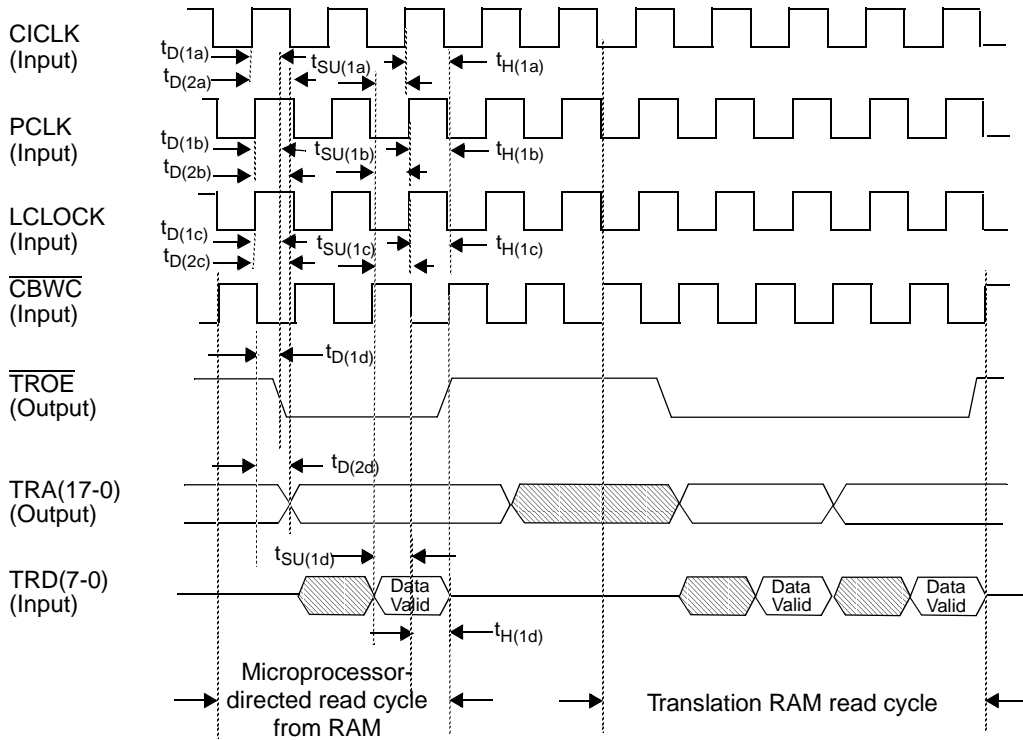 CICLK
(Input)
tD(1a)
tSU(1a)
tH(1a)
tD(2a)
PCLK
(Input)
tD(1b)
tSU(1b)
tH(1b)
tD(2b)
LCLOCK
(Input)
tD(1c)
tSU(1c)
tH(1c)
tD(2c)
CBWC
(Input)
tD(1d)
TROE
(Output)
tD(2d)
TRA(17-0)
(Output)
tSU(1d)
TRD(7-0)
(Input)
Data
Valid
Data
Valid
Data
Valid
tH(1d)
Microprocessor-
directed read cycle
from RAM
Translation RAM read cycle